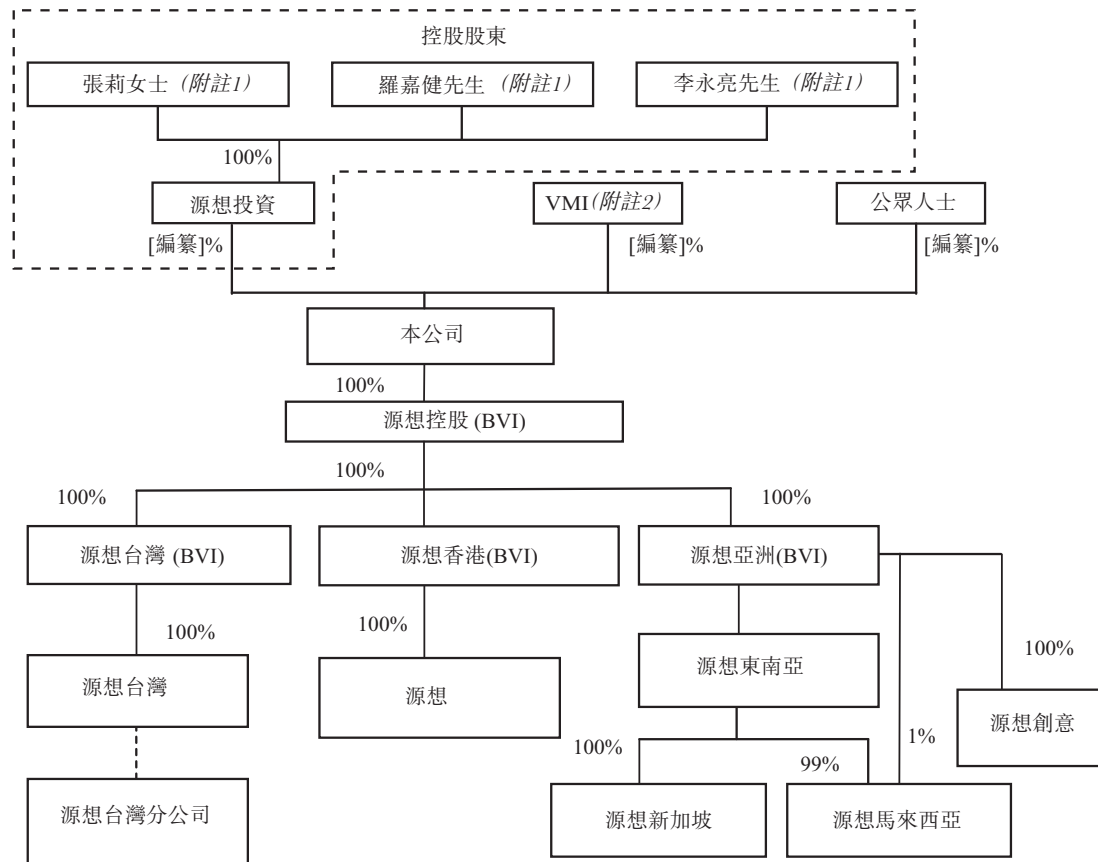 控股股東
張莉女士 (附註1)
羅嘉健先生 (附註1)
李永亮先生 (附註1)
100%
源想投資
VMI(附註2)
公眾人士
[編纂]%
[編纂]%
[編纂]%
本公司
100%
源想控股 (BVI)
100%
100%
100%
源想台灣 (BVI)
源想香港(BVI)
源想亞洲(BVI)
100%
100%
100%
源想台灣
源想
源想東南亞
源想創意
100%
99%
1%
源想台灣分公司
源想新加坡
源想馬來西亞